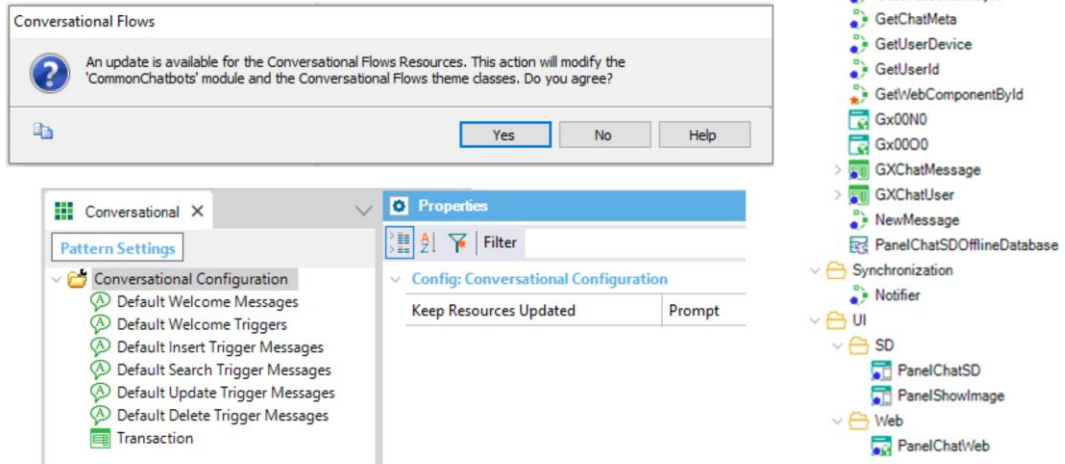 Conversational Flows
An update is available for the Conversational Flows Resources. This action will modify the
'CommonChatbots' module and the Conversational Flows theme classes. Do you agree?
Yes
No
Help
Conversational
Pattern Settings
Conversational Configuration
Default Welcome Messages
Default Welcome Triggers
Default Insert Trigger Messages
Default Search Trigger Messages
Default Update Trigger Messages
Default Delete Trigger Messages
Transaction
Properties
Filter
Config: Conversational Configuration
Keep Resources Updated Prompt
GetChatMeta
GetUserDevice
GetUserId
GetWebComponentById
Gx00N0
Gx00O0
GXChatMessage
GXChatUser
NewMessage
PanelChatSDOfflineDatabase
Synchronization
Notifier
UI
SD
PanelChatSD
PanelShowImage
Web
PanelChatWeb